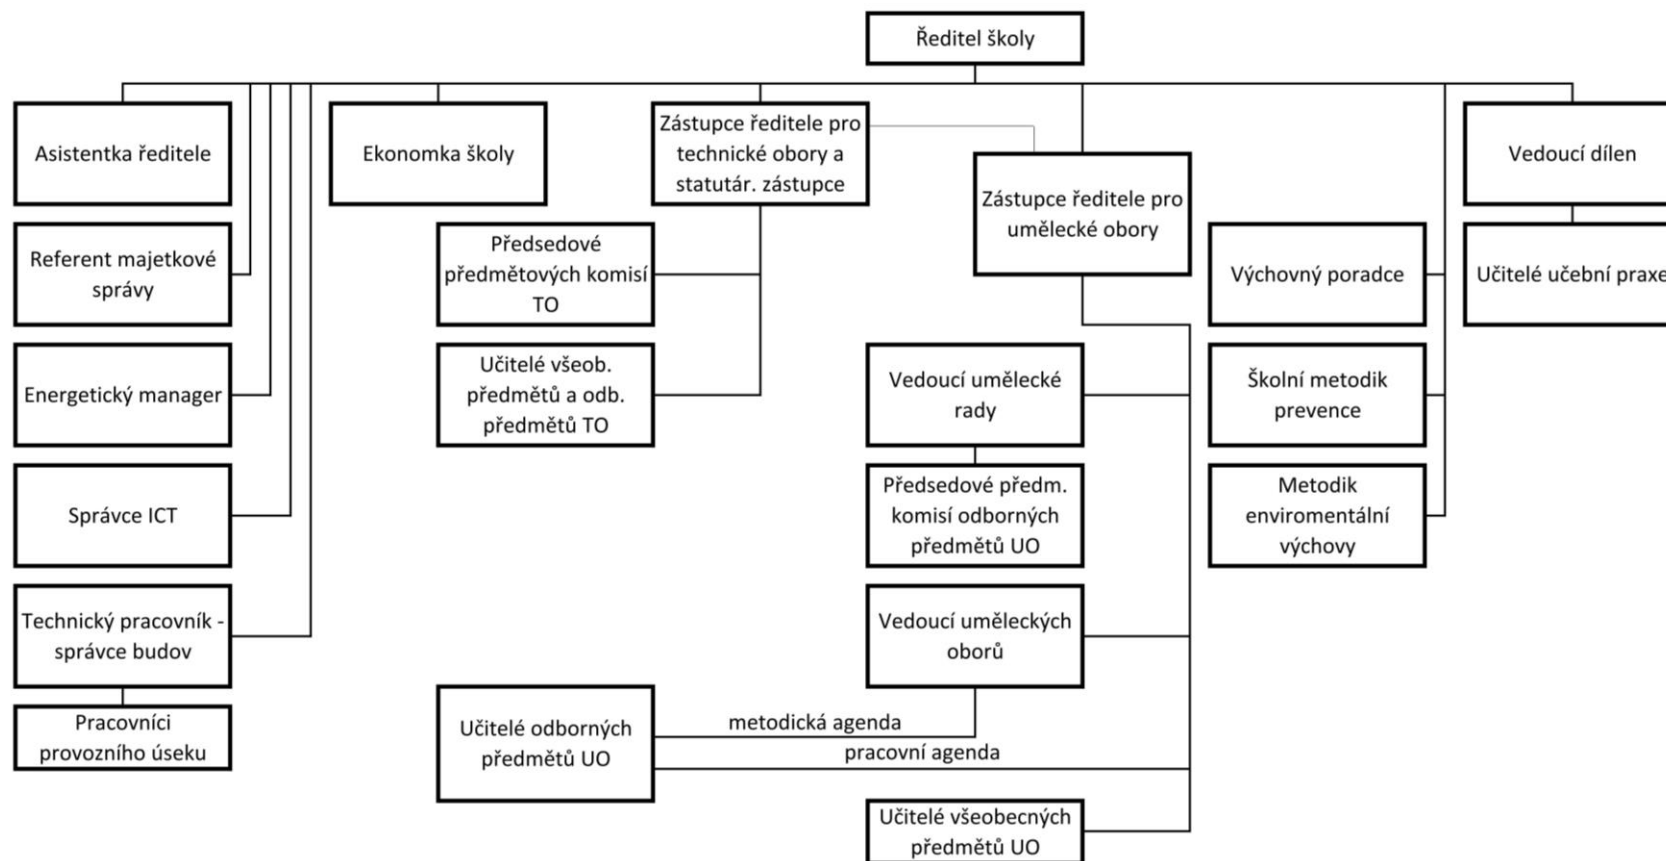 Ředitel školy
Asistentka ředitele
Ekonomka školy
Zástupce ředitele pro
technické obory a
statutár. zástupce
Zástupce ředitele pro
umělecké obory
Vedoucí dílen
Referent majetkové
správy
Předsedové
předmětových komisí
TO
Výchovný poradce
Učitelé učební praxe
Energetický manager
Učitelé všeob.
předmětů a odb.
předmětů TO
Vedoucí umělecké
rady
Školní metodik
prevence
Správce ICT
Předsedové předm.
komisí odborných
předmětů UO
Metodik
enviromentální
výchovy
Technický pracovník -
správce budov
Vedoucí uměleckých
oborů
Pracovníci
provozního úseku
Učitelé odborných
předmětů UO
metodická agenda
pracovní agenda
Učitelé všeobecných
předmětů UO